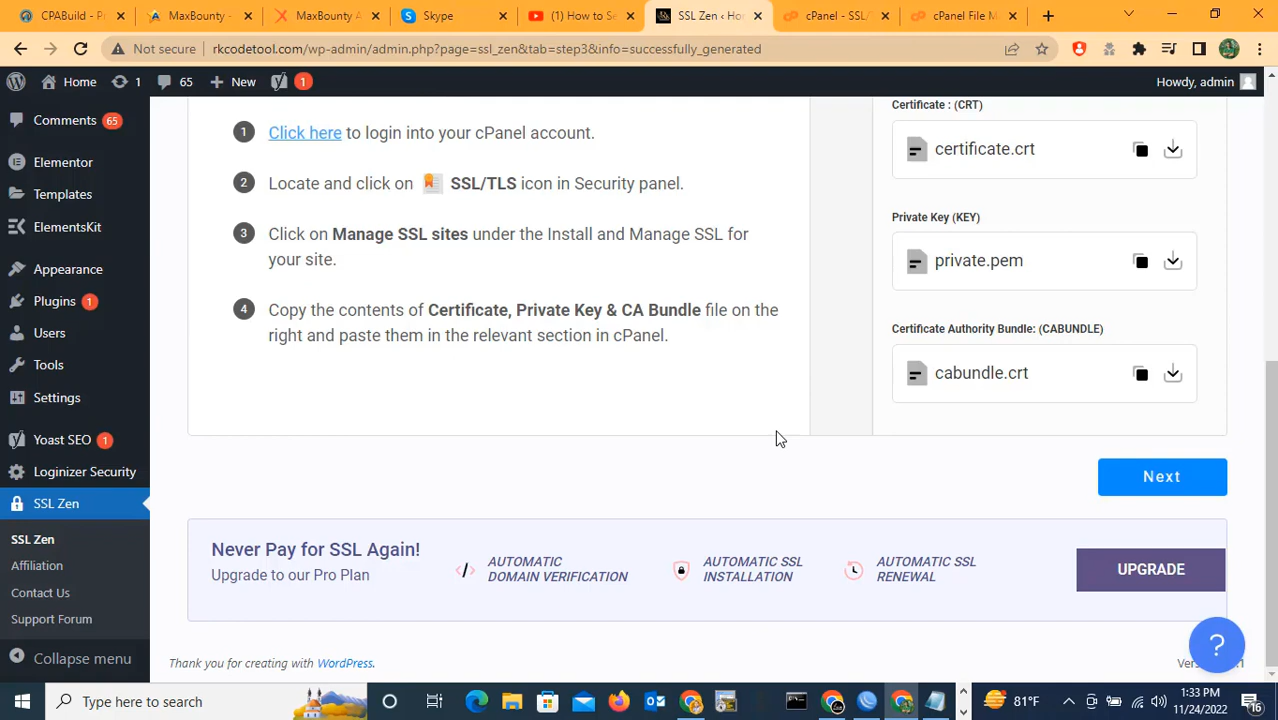 CPABuild - Pr
MaxBounty -
MaxBounty A
Skype
(1) How to Se
SSL Zen ‹ Ho
cPanel - SSL/
cPanel File M
Not secure
rkcodetool.com/wp-admin/admin.php?page=ssl_zen&tab=step3&info=successfully_generated
Home
1
65
New
1
Howdy, admin
Comments 65
Elementor
Templates
ElementsKit
Appearance
Plugins 1
Users
Tools
Settings
Yoast SEO 1
Loginizer Security
SSL Zen
SSL Zen
Affiliation
Contact Us
Support Forum
Collapse menu
1 Click here to login into your cPanel account.
2 Locate and click on SSL/TLS icon in Security panel.
3 Click on Manage SSL sites under the Install and Manage SSL for
your site.
4 Copy the contents of Certificate, Private Key & CA Bundle file on the
right and paste them in the relevant section in cPanel.
Certificate : (CRT)
certificate.crt
Private Key (KEY)
private.pem
Certificate Authority Bundle: (CABUNDLE)
cabundle.crt
Next
Never Pay for SSL Again!
Upgrade to our Pro Plan
AUTOMATIC
DOMAIN VERIFICATION
AUTOMATIC SSL
INSTALLATION
AUTOMATIC SSL
RENEWAL
UPGRADE
?
Thank you for creating with WordPress.
Type here to search
81°F
1:33 PM
11/24/2022
16